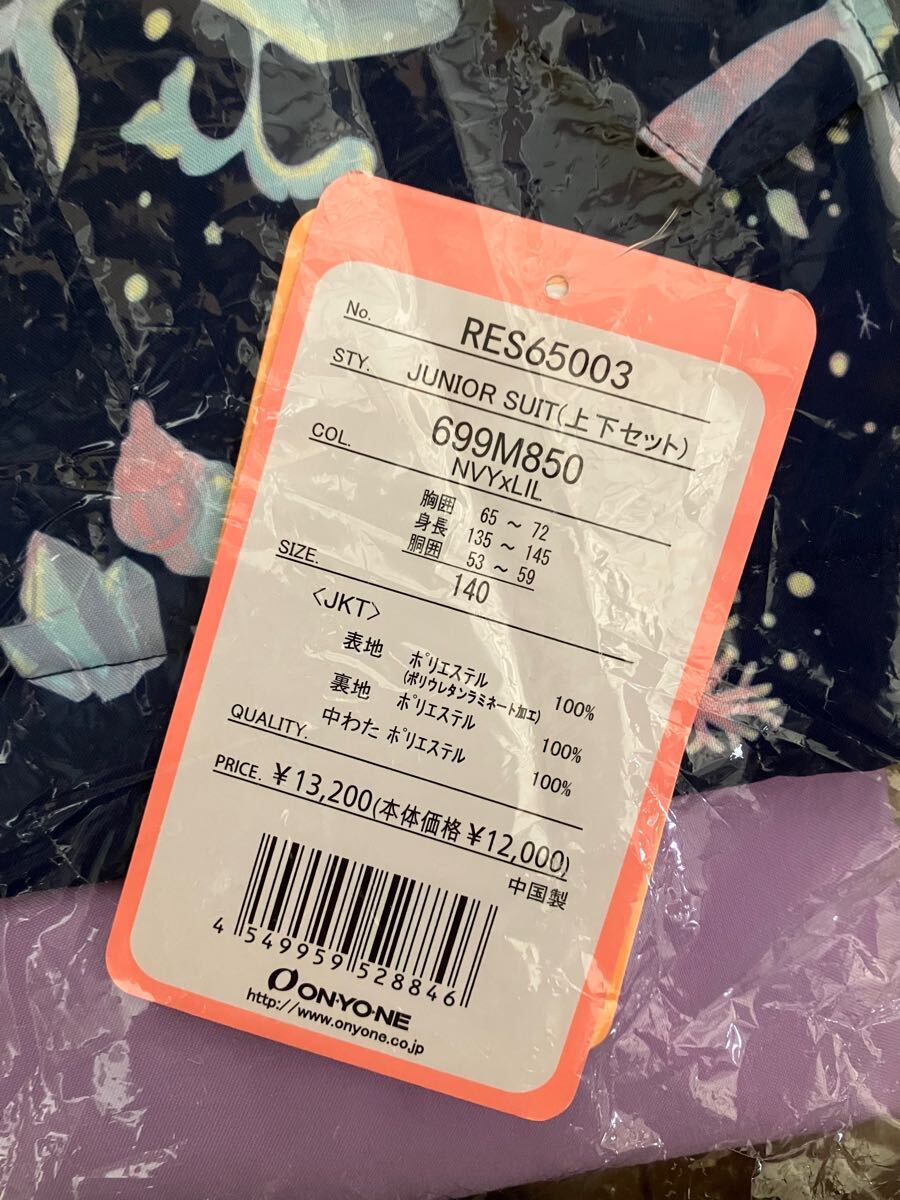 No. RES65003
STY. JUNIOR SUIT(上下セット)
COL. 699M850
NVYxLIL
胸囲 65 ~ 72
身長 135 ~ 145
胴囲 53 ~ 59
SIZE. 140
<JKT>
表地 ポリエステル 100%
(ポリウレタンラミネート加工)
裏地 ポリエステル 100%
中わた ポリエステル 100%
QUALITY.
PRICE. ¥13,200(本体価格 ¥12,000)
中国製
4 549959 528846
ON•YO•NE
http://www.onyone.co.jp